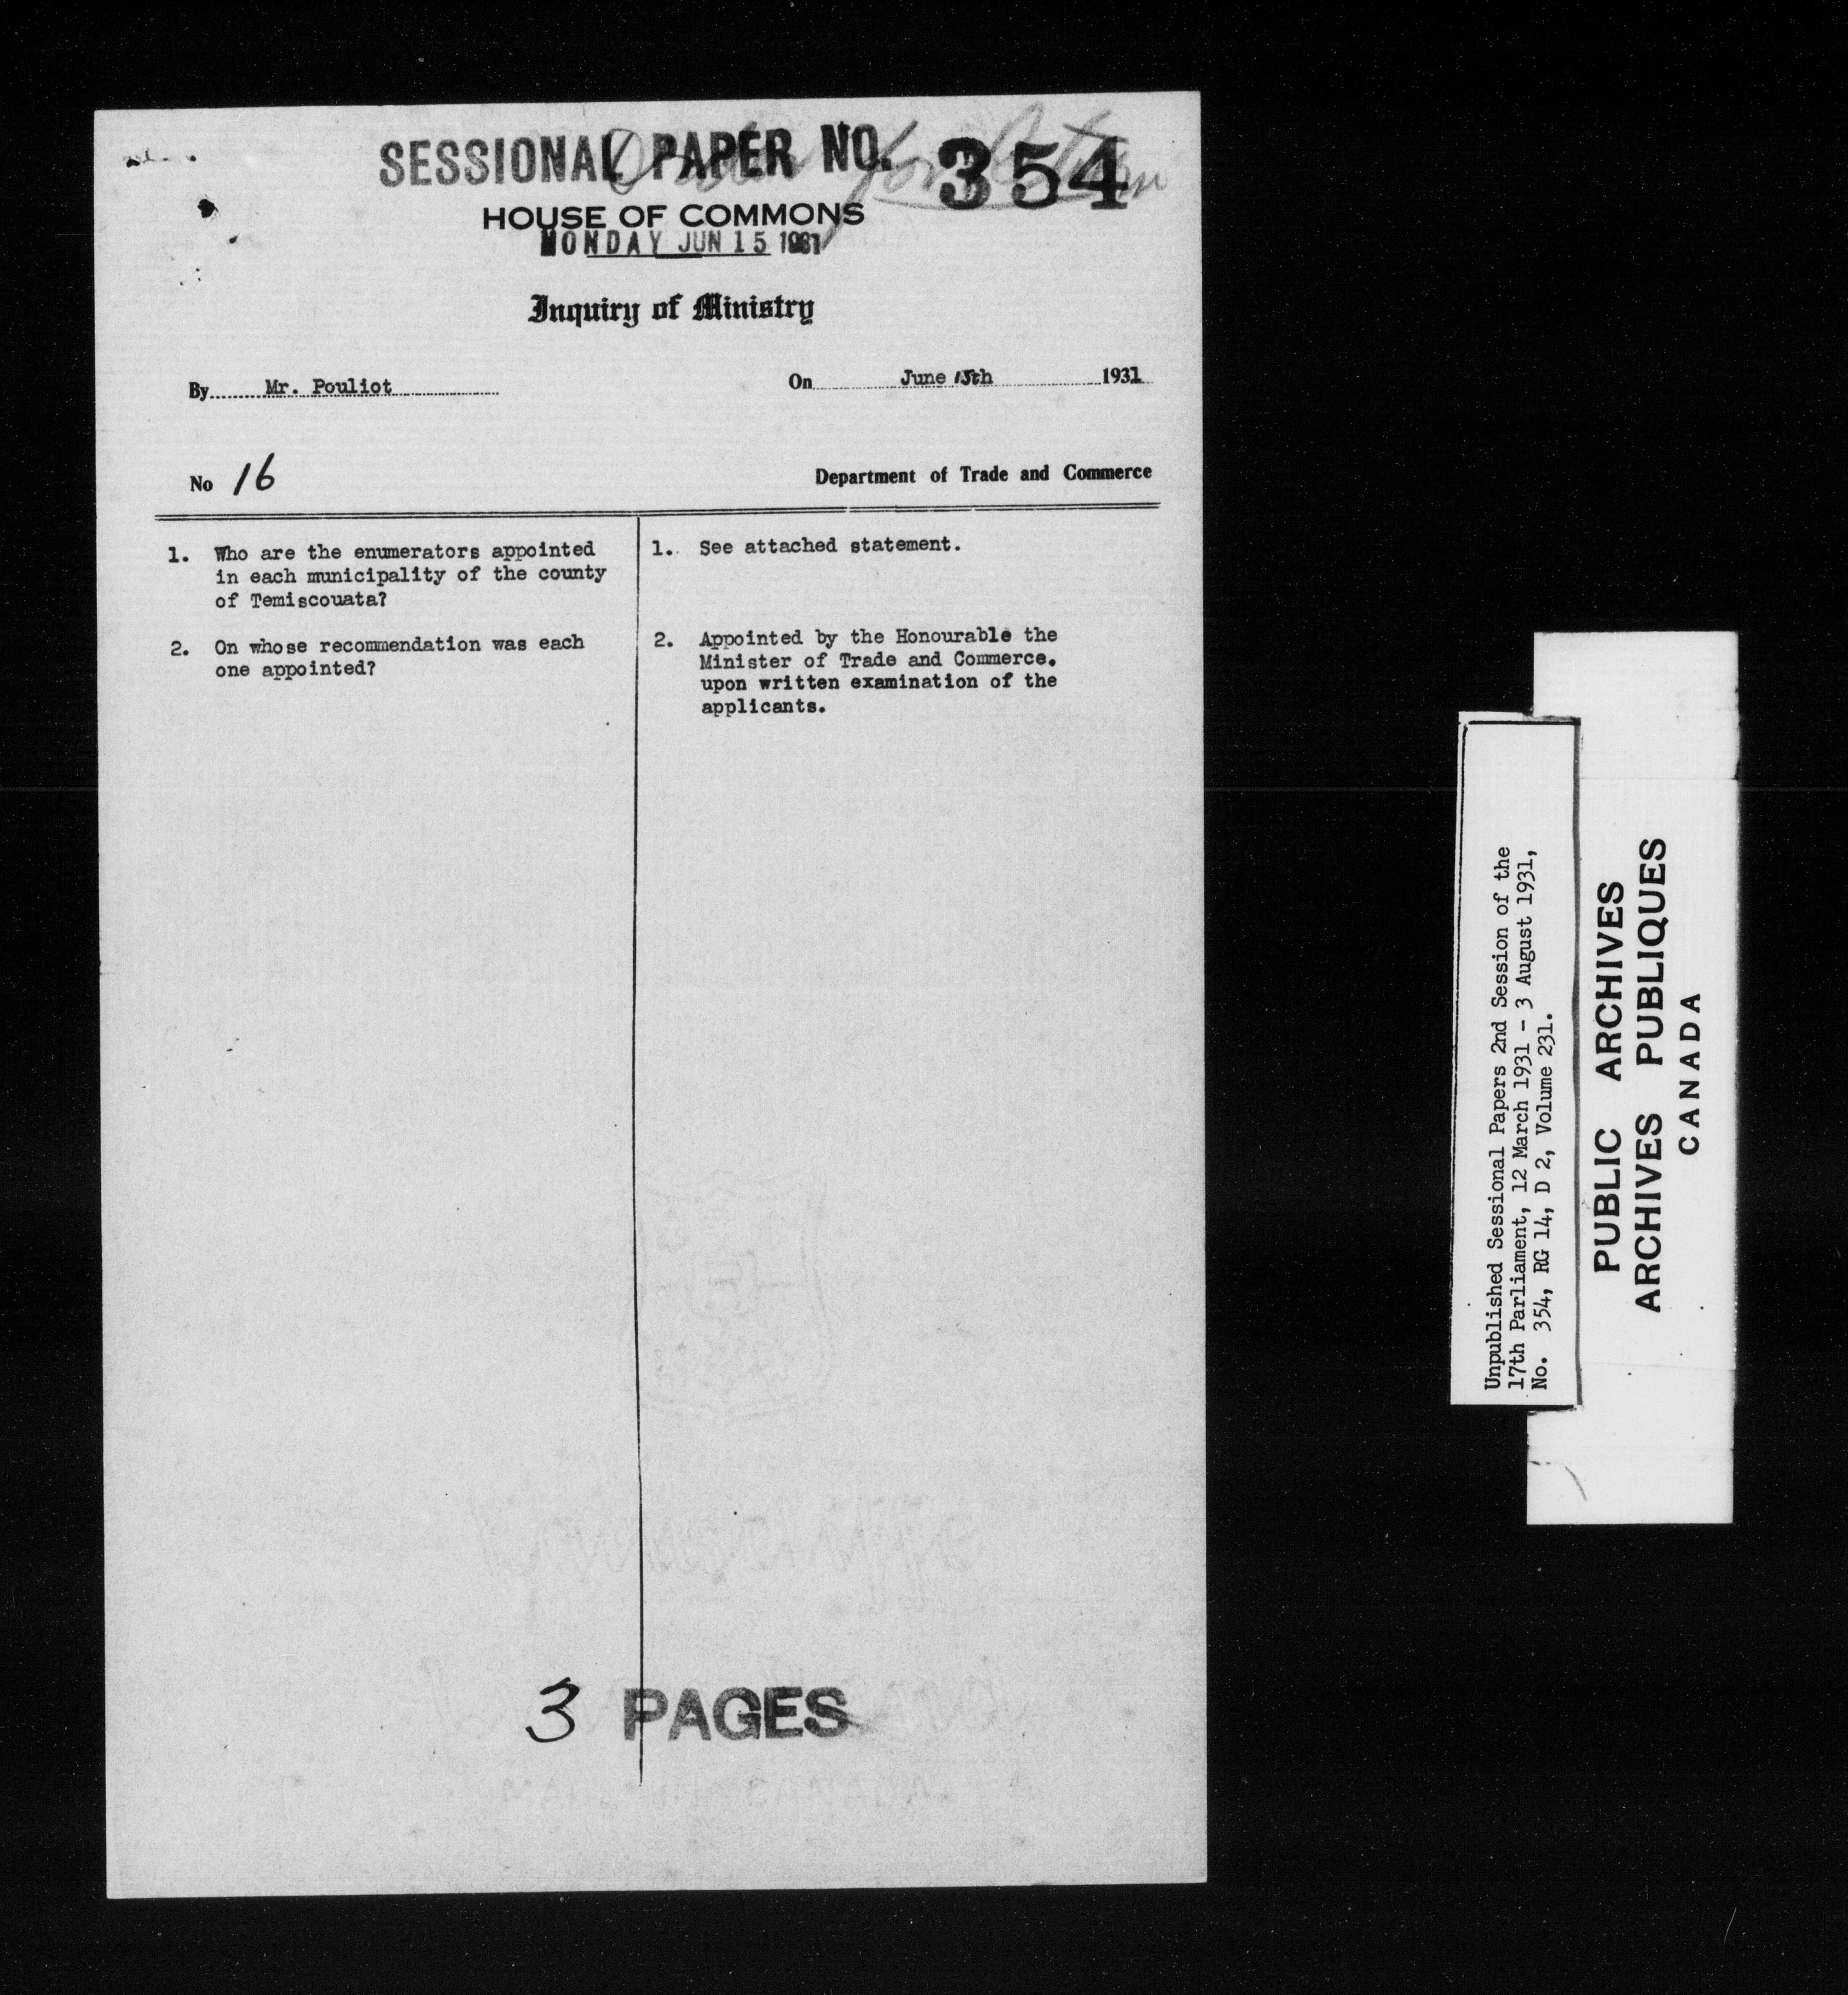 SESSIONAL PAPER NO. 354
Order for Return
HOUSE OF COMMONS
MONDAY JUN 15 1931
Inquiry of Ministry
By Mr. Pouliot On June 15th 1931
No 16 Department of Trade and Commerce
1. Who are the enumerators appointed
in each municipality of the county
of Temiscouata?
2. On whose recommendation was each
one appointed?
1. See attached statement.
2. Appointed by the Honourable the
Minister of Trade and Commerce.
upon written examination of the
applicants.
3 PAGES
Unpublished Sessional Papers 2nd Session of the
17th Parliament, 12 March 1931 - 3 August 1931,
No. 354, RG 14, D 2, Volume 231.
PUBLIC ARCHIVES
ARCHIVES PUBLIQUES
CANADA